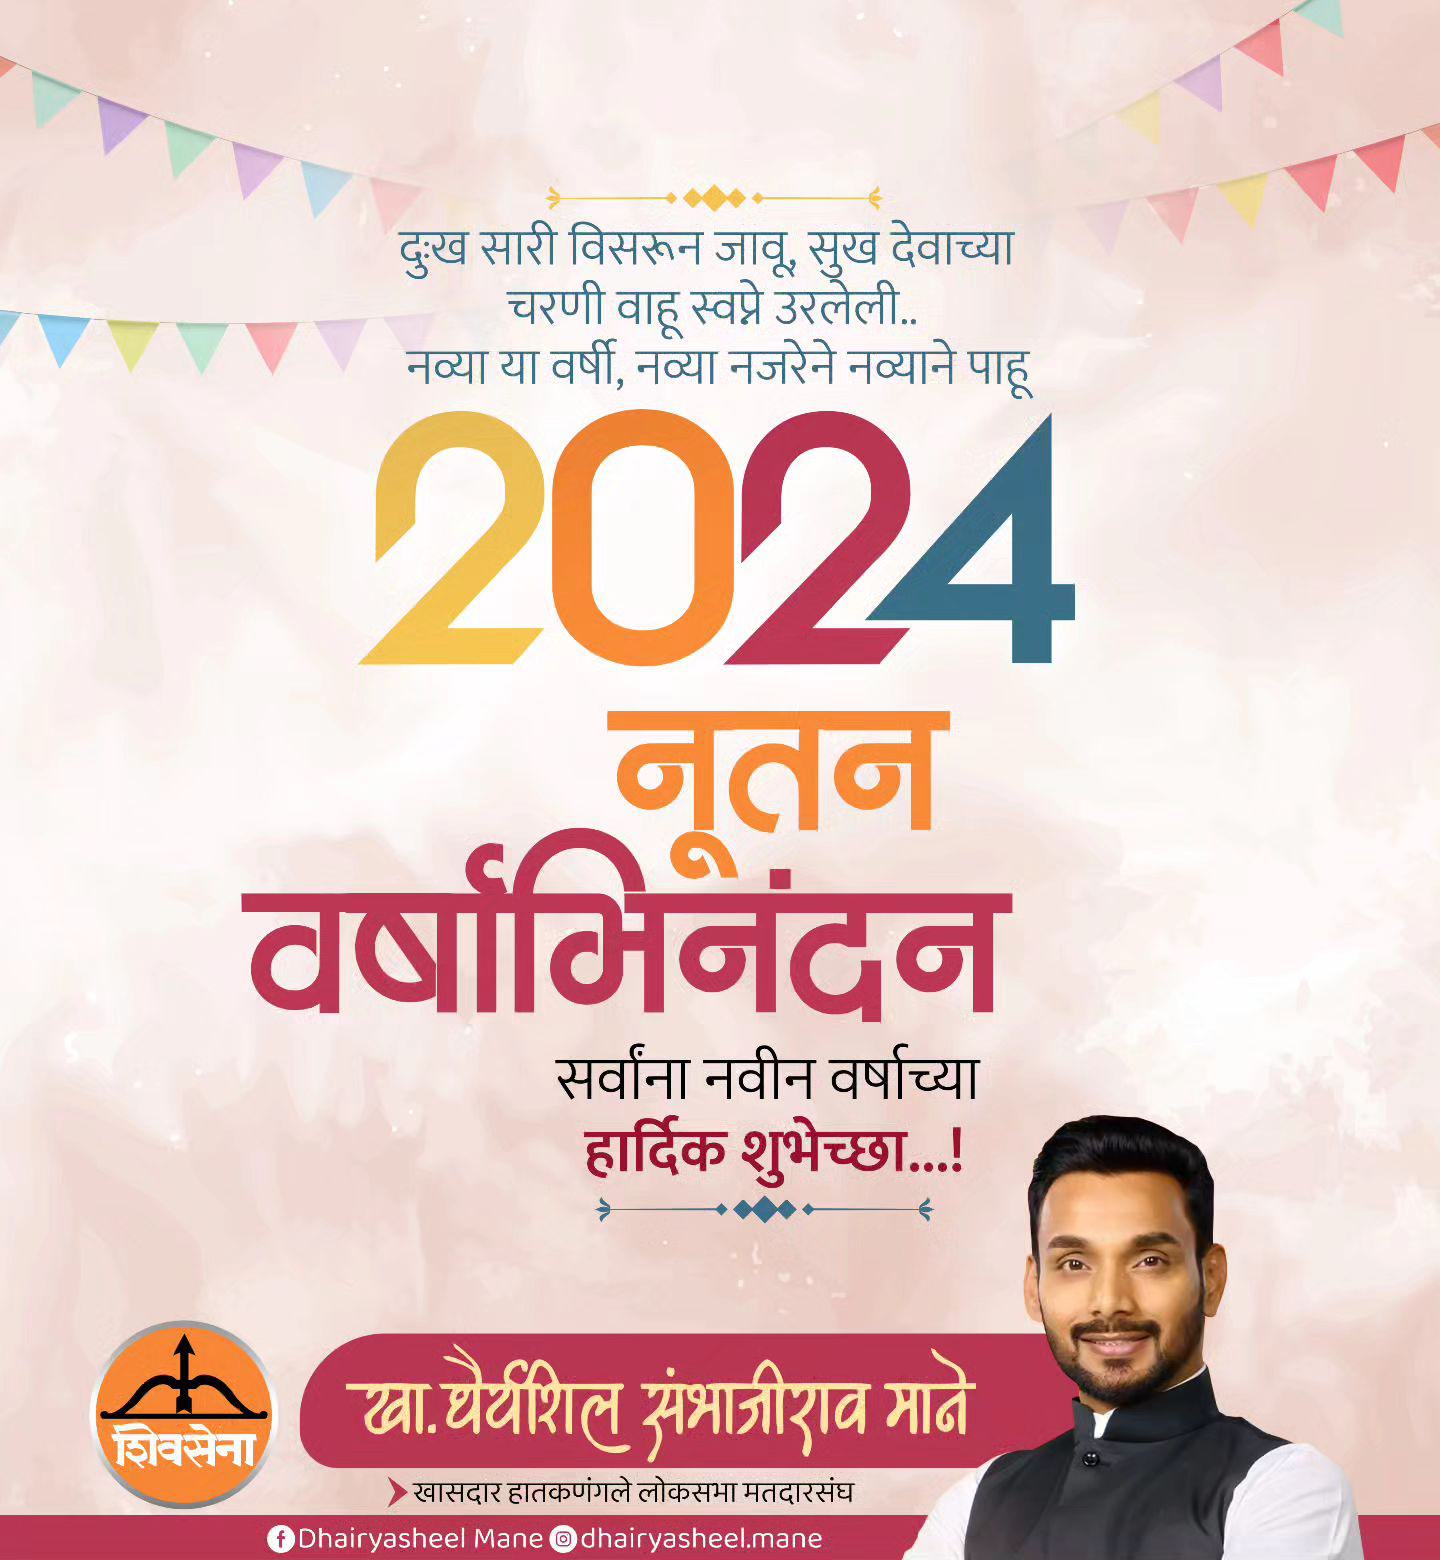 दुःख सारी विसरून जावू, सुख देवाच्या
चरणी वाहू स्वप्ने उरलेली..
नव्या या वर्षी, नव्या नजरेने नव्याने पाहू
2024
नूतन
वर्षाभिनंदन
सर्वांना नवीन वर्षाच्या
हार्दिक शुभेच्छा...!
शिवसेना
खा. धैर्यशिल संभाजीराव माने
खासदार हातकणंगले लोकसभा मतदारसंघ
Dhairyasheel Mane dhairyasheel.mane